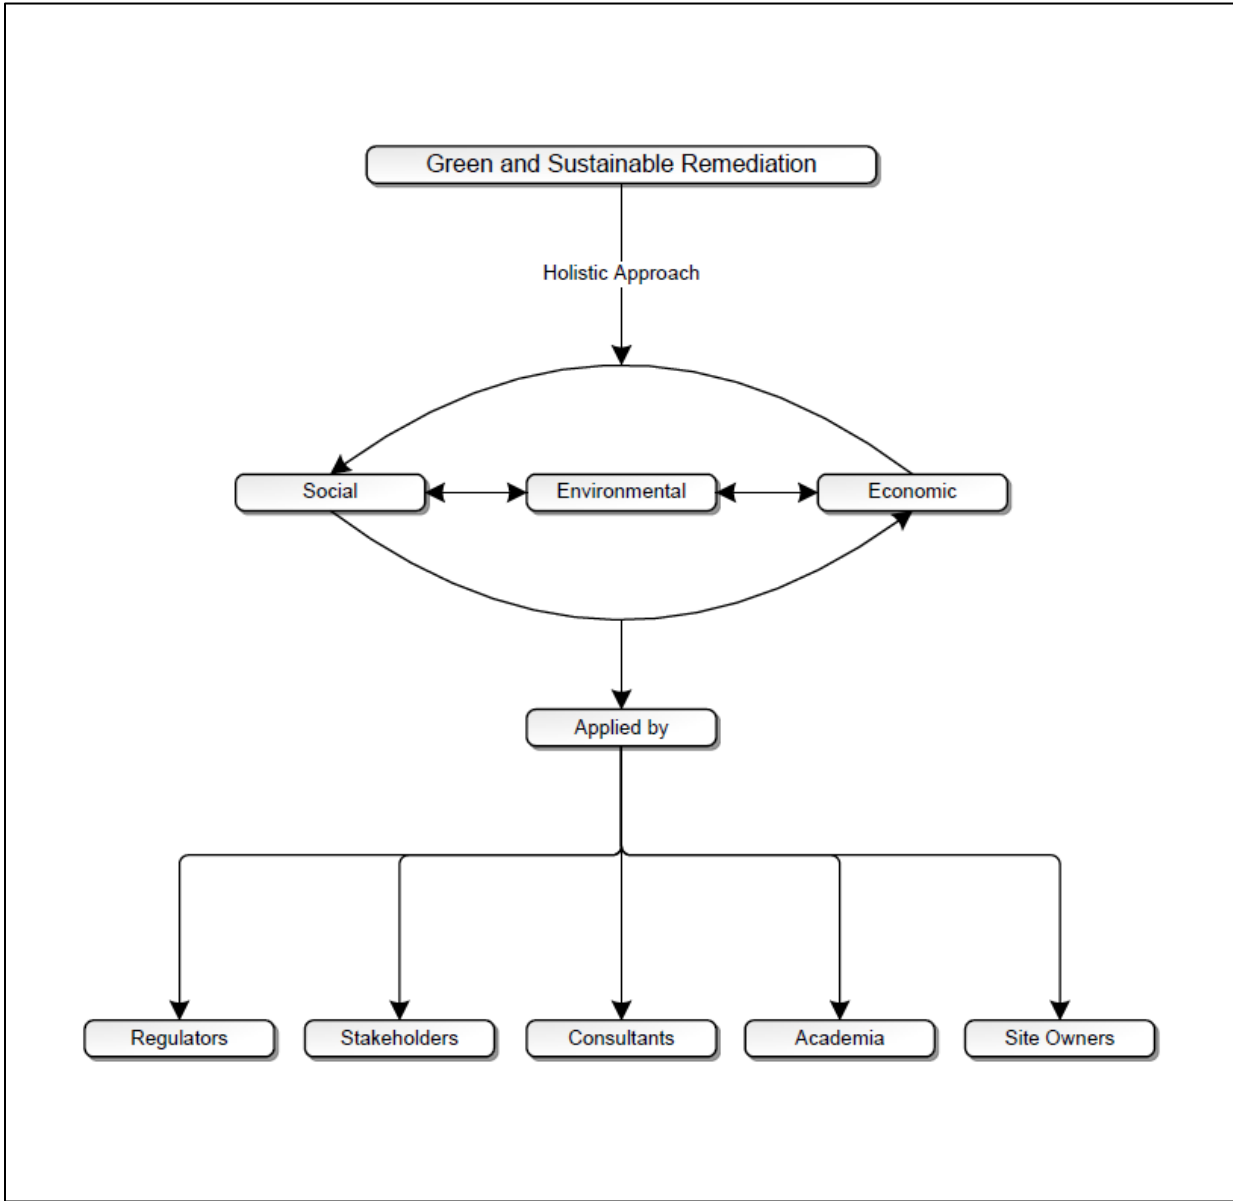 Green and Sustainable Remediation
Holistic Approach
Social
Environmental
Economic
Applied by
Regulators
Stakeholders
Consultants
Academia
Site Owners